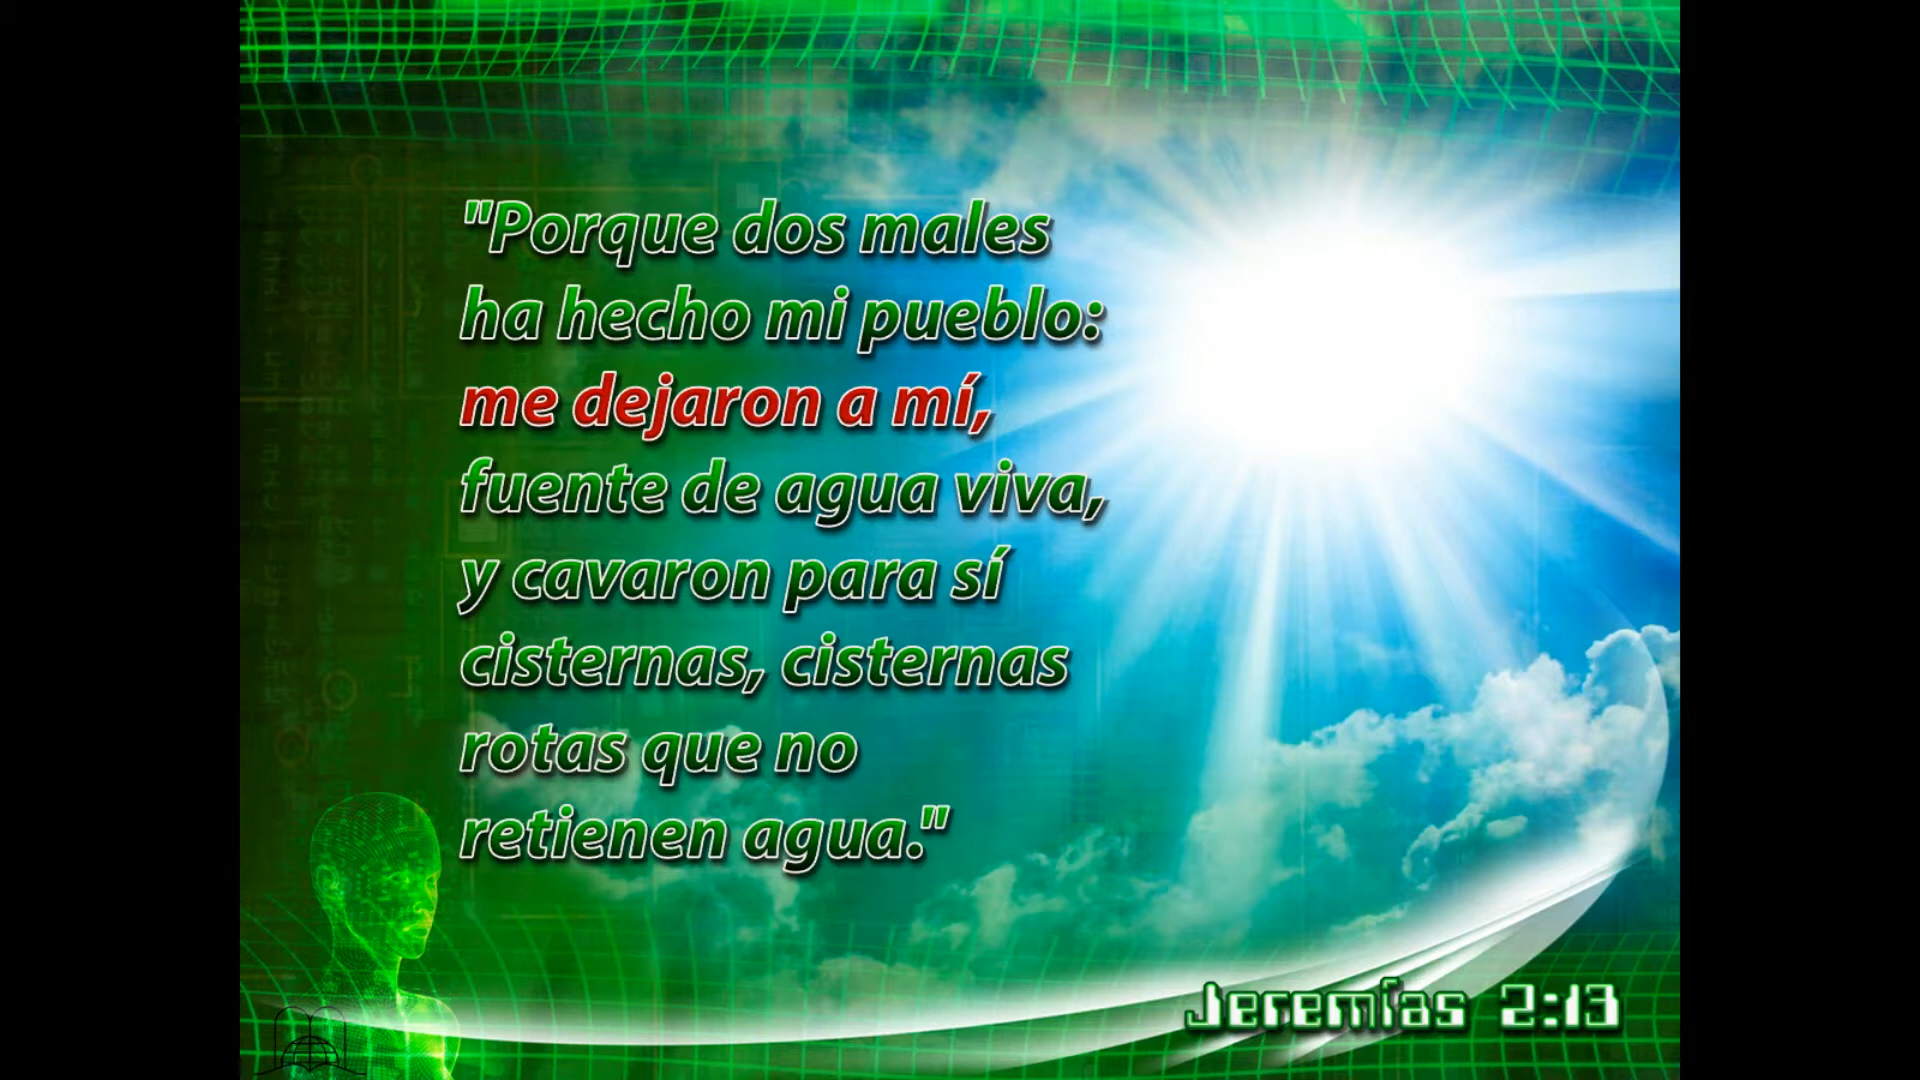 "Porque dos males
ha hecho mi pueblo:
me dejaron a mí,
fuente de agua viva,
y cavaron para sí
cisternas, cisternas
rotas que no
retienen agua."
Jeremías 2:13